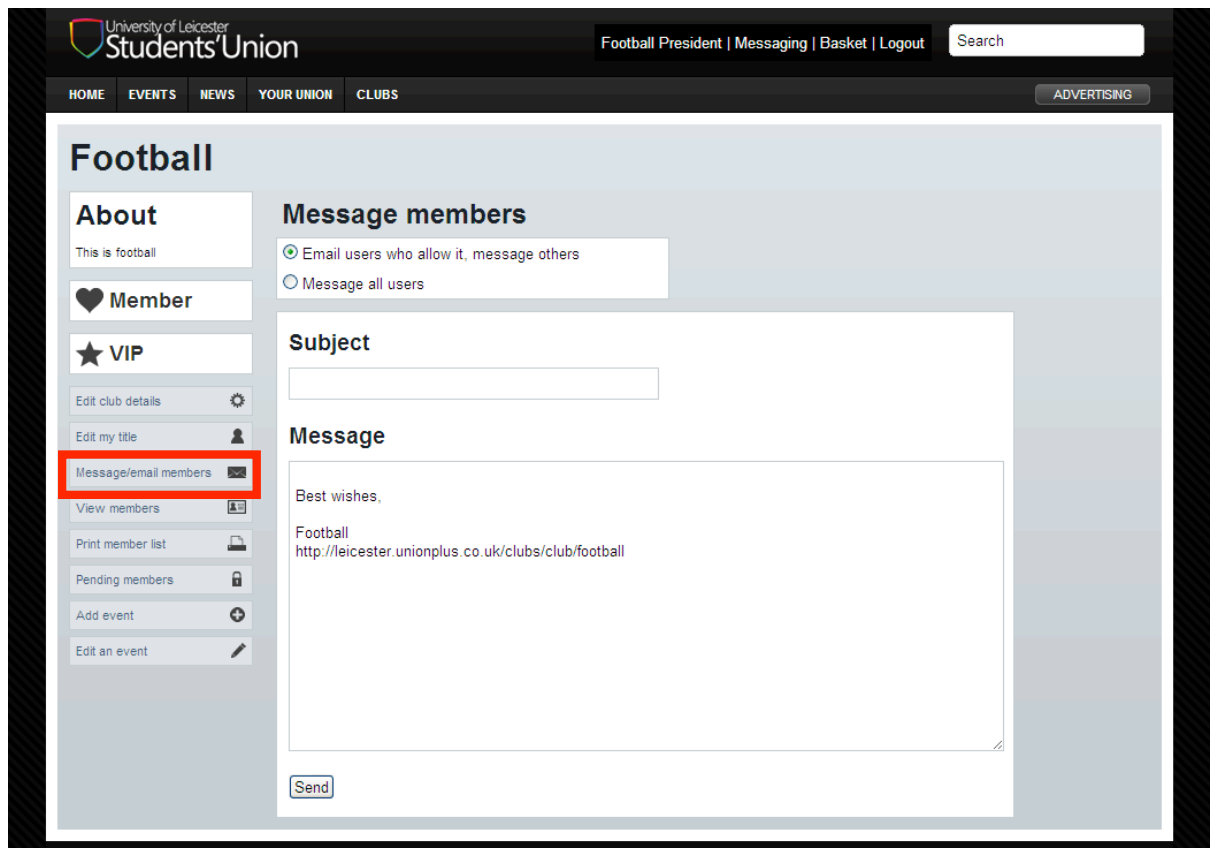 University of Leicester
Students'Union
Football President | Messaging | Basket | Logout
Search
HOME EVENTS NEWS YOUR UNION CLUBS
ADVERTISING
Football
About
This is football
Member
VIP
Edit club details
Edit my title
Message/email members
View members
Print member list
Pending members
Add event
Edit an event
Message members
Email users who allow it, message others
Message all users
Subject
Message
Best wishes,
Football
http://leicester.unionplus.co.uk/clubs/club/football
Send